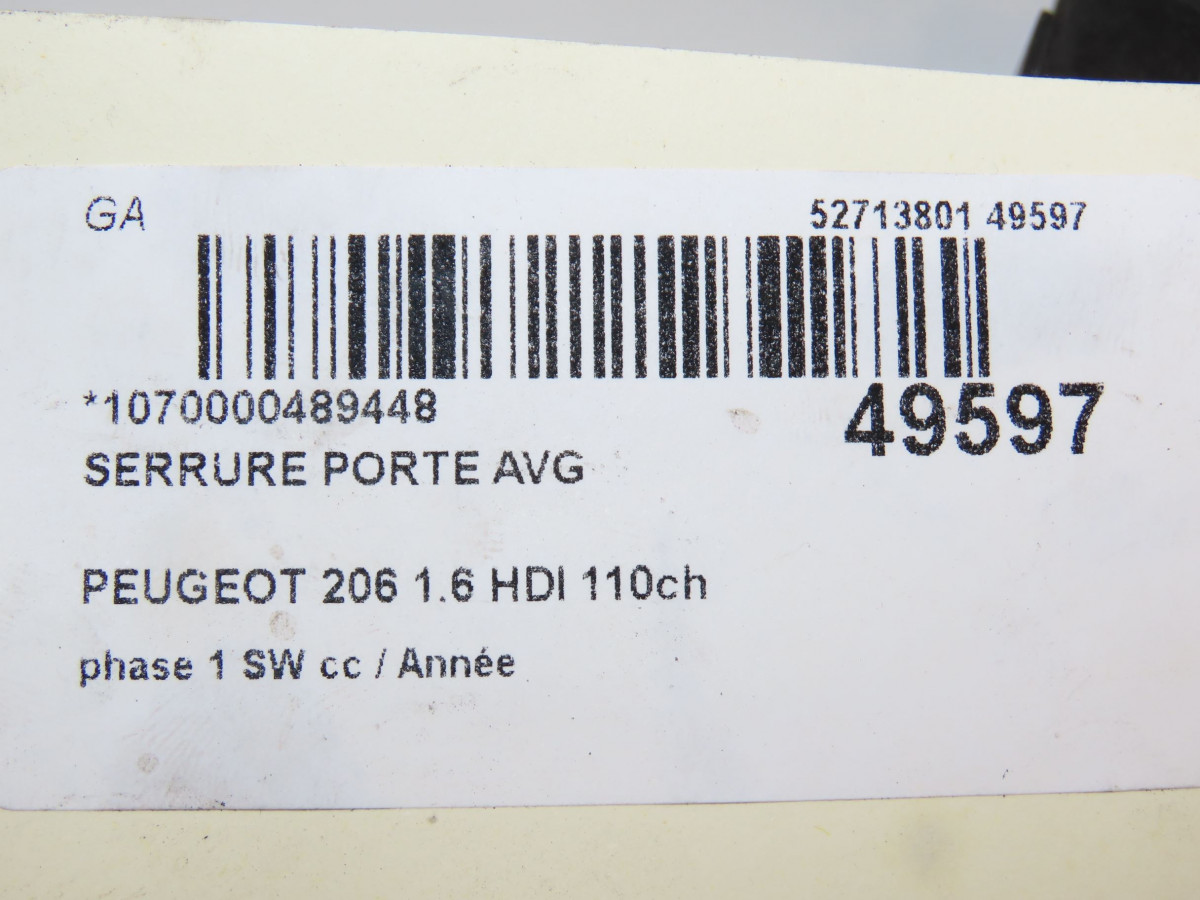 GA 52713801 49597
*1070000489448 49597
SERRURE PORTE AVG
PEUGEOT 206 1.6 HDI 110ch
phase 1 SW cc / Année